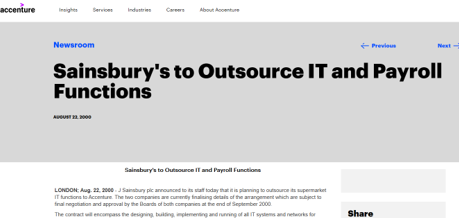 accenture
Insights Services Industries Careers About Accenture
Newsroom
← Previous Next →
Sainsbury's to Outsource IT and Payroll
Functions
AUGUST 22, 2000
Sainsbury's to Outsource IT and Payroll Functions
LONDON; Aug. 22, 2000 - J Sainsbury plc announced to its staff today that it is planning to outsource its supermarket
IT functions to Accenture. The two companies are currently finalising details of the arrangement which are subject to
final negotiation and approval by the Boards of both companies at the end of September 2000.
The contract will encompass the designing, building, implementing and running of all IT systems and networks for
Share